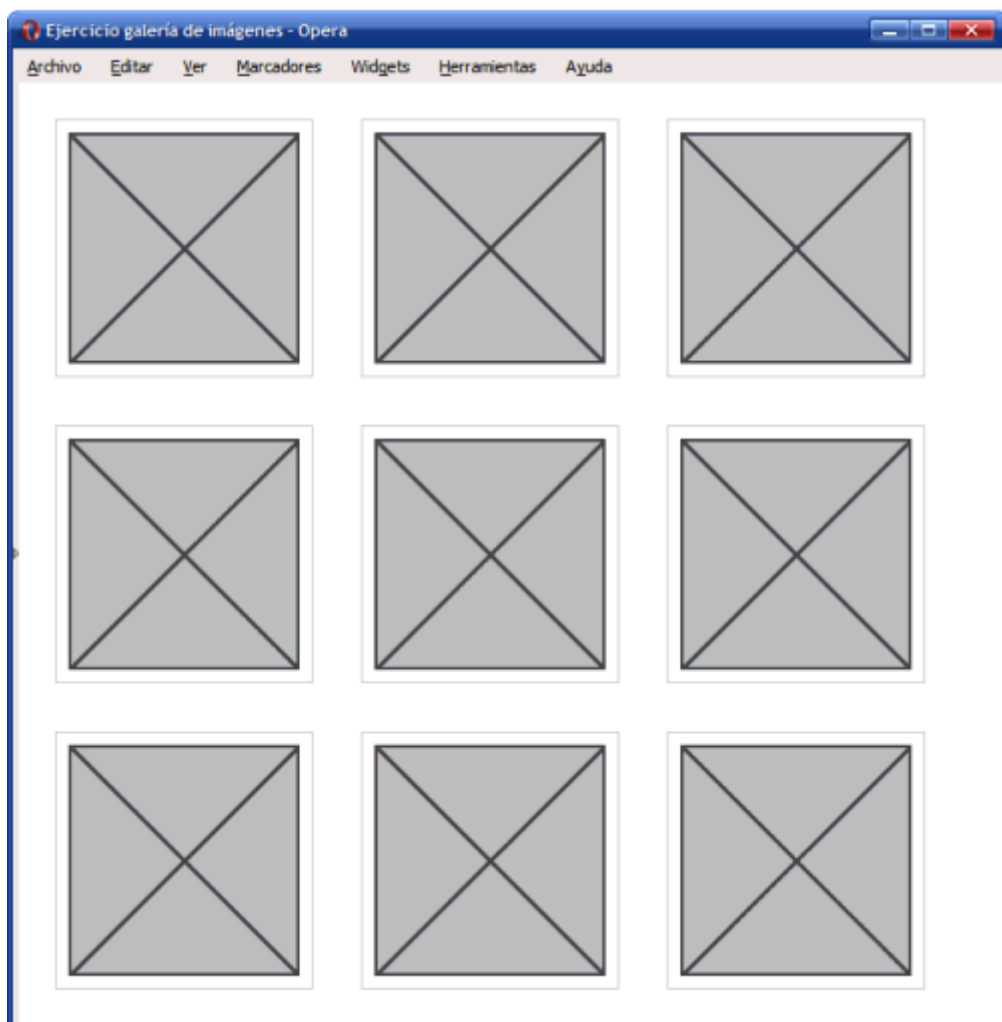 Ejercicio galería de imágenes - Opera
Archivo Editar Ver Marcadores Widgets Herramientas Ayuda